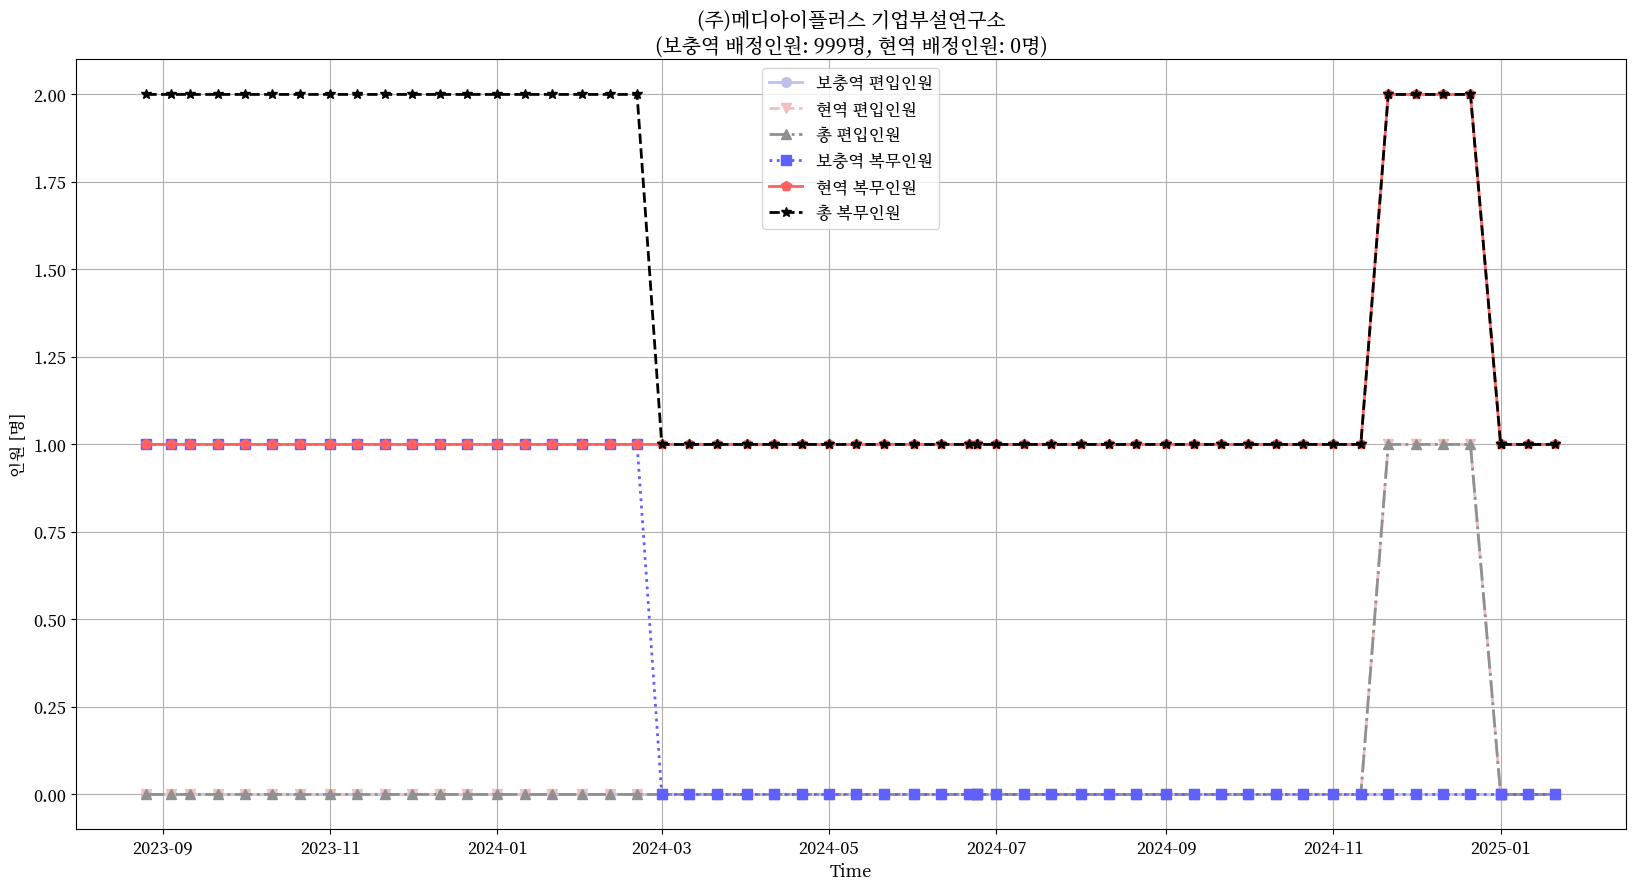 (주)메디아이플러스 기업부설연구소
(보충역 배정인원: 999명, 현역 배정인원: 0명)
보충역 편입인원
현역 편입인원
총 편입인원
보충역 복무인원
현역 복무인원
총 복무인원
인원 [명]
2.00
1.75
1.50
1.25
1.00
0.75
0.50
0.25
0.00
2023-09 2023-11 2024-01 2024-03 2024-05 2024-07 2024-09 2024-11 2025-01
Time